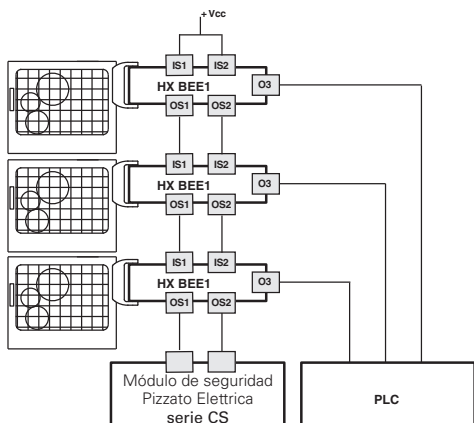 + Vcc
IS1 IS2
HX BEE1 O3
OS1 OS2
IS1 IS2
HX BEE1 O3
OS1 OS2
IS1 IS2
HX BEE1 O3
OS1 OS2
Módulo de seguridad
Pizzato Elettrica
serie CS
PLC